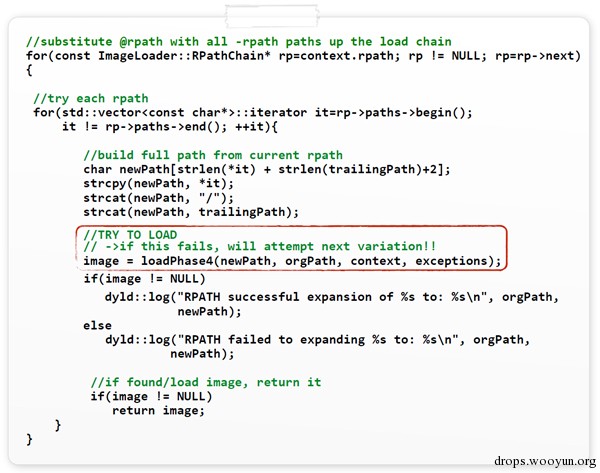 //substitute @rpath with all -rpath paths up the load chain
for(const ImageLoader::RPathChain* rp=context.rpath; rp != NULL; rp=rp->next)
{
//try each rpath
for(std::vector<const char*>::iterator it=rp->paths->begin();
it != rp->paths->end(); ++it){
//build full path from current rpath
char newPath[strlen(*it) + strlen(trailingPath)+2];
strcpy(newPath, *it);
strcat(newPath, "/");
strcat(newPath, trailingPath);
//TRY TO LOAD
// ->if this fails, will attempt next variation!!
image = loadPhase4(newPath, orgPath, context, exceptions);
if(image != NULL)
dyld::log("RPATH successful expansion of %s to: %s\n", orgPath,
newPath);
else
dyld::log("RPATH failed to expanding %s to: %s\n", orgPath,
newPath);
//if found/load image, return it
if(image != NULL)
return image;
}
}
drops.wooyun.org